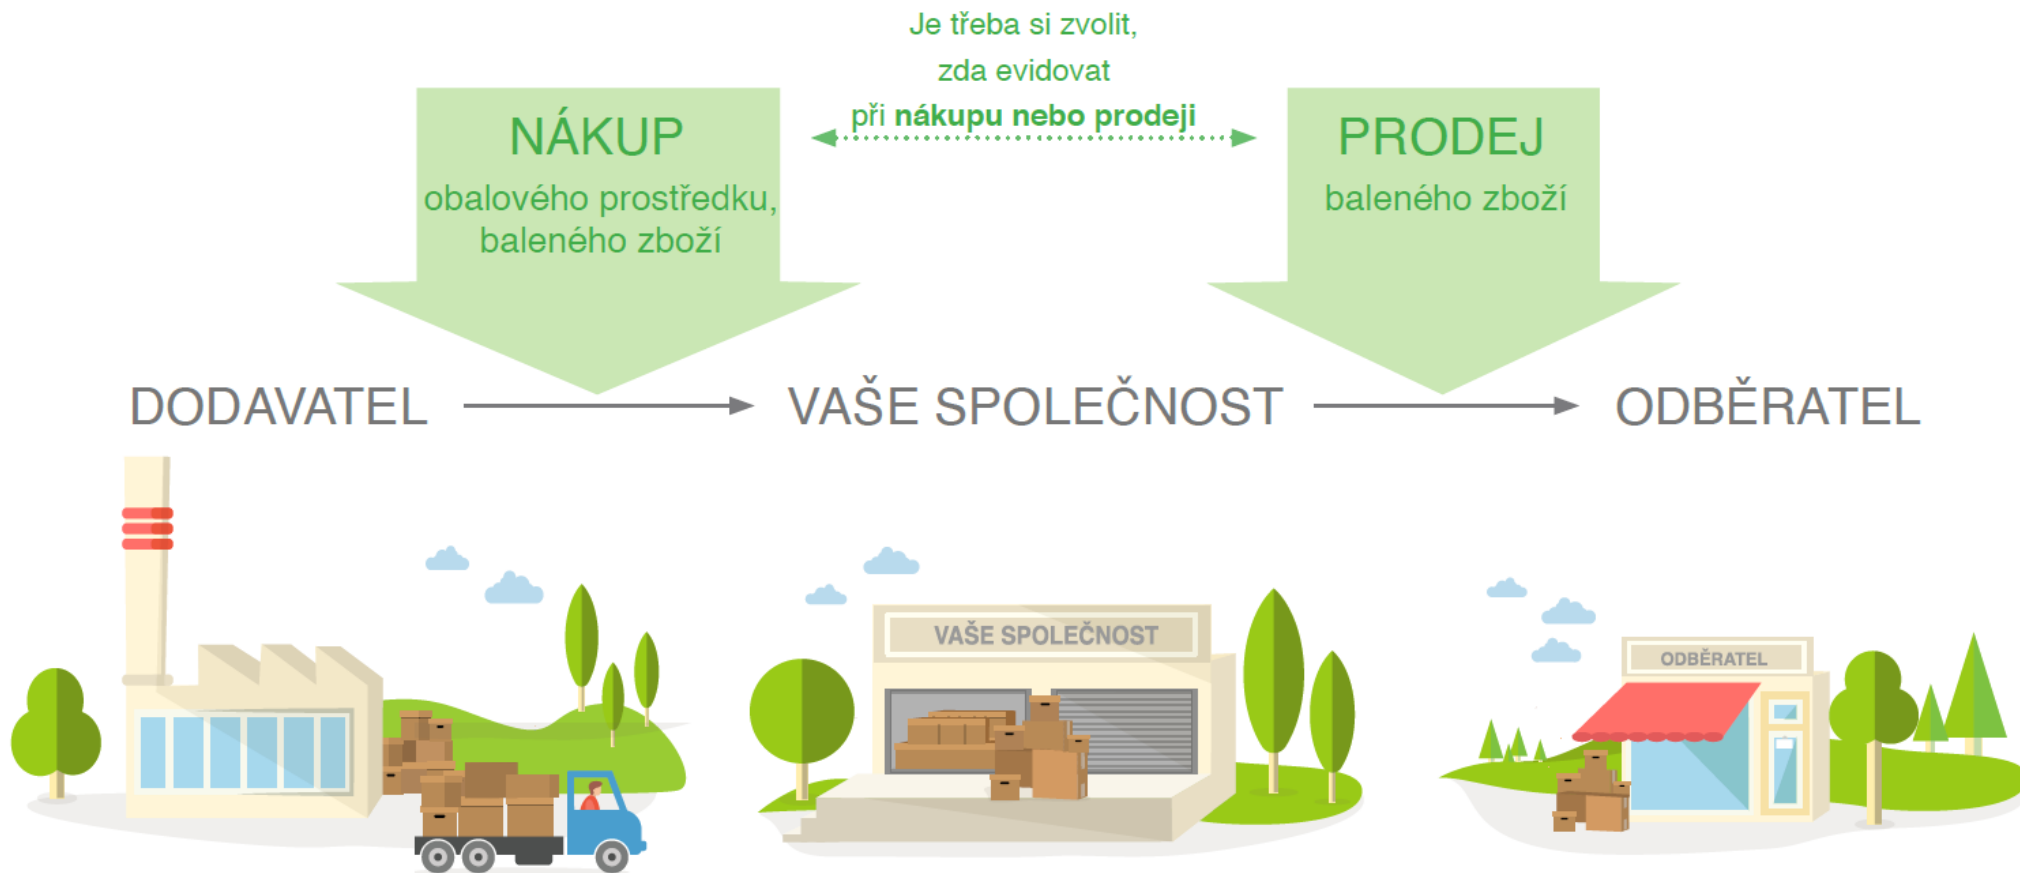 Je třeba si zvolit,
zda evidovat
při nákupu nebo prodeji
NÁKUP
obalového prostředku,
baleného zboží
PRODEJ
baleného zboží
DODAVATEL
VAŠE SPOLEČNOST
ODBĚRATEL
VAŠE SPOLEČNOST
ODBĚRATEL